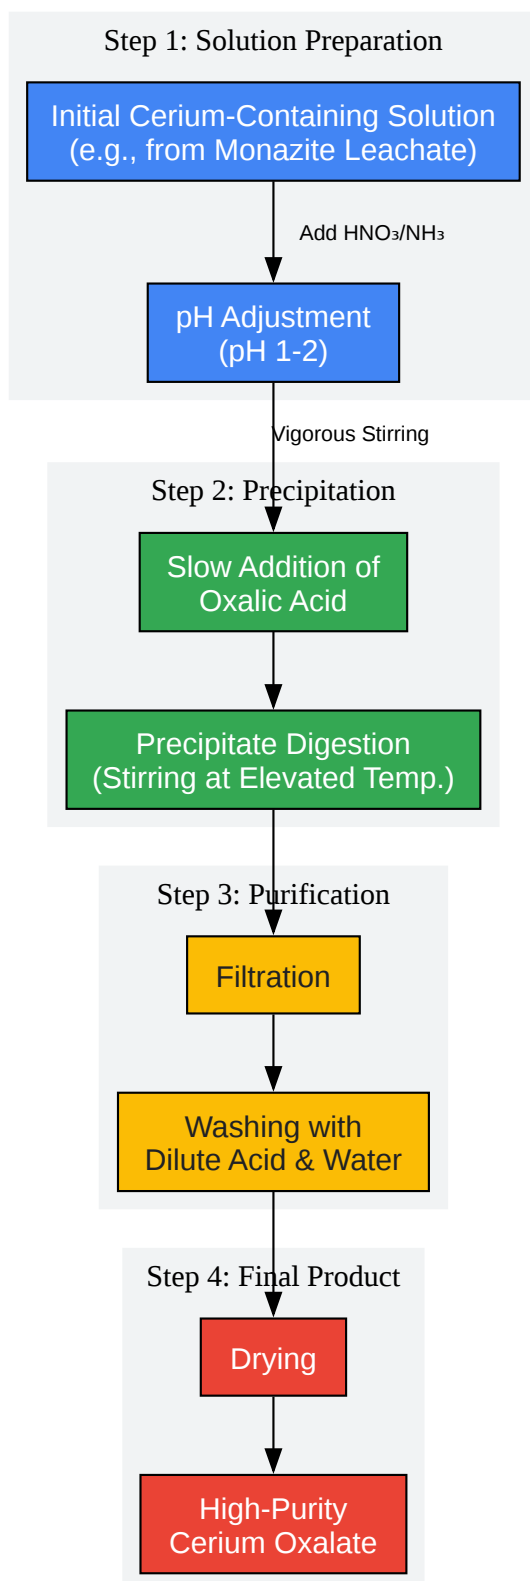 Step 1: Solution Preparation
Initial Cerium-Containing Solution
(e.g., from Monazite Leachate)
Add HNO₃/NH₃
pH Adjustment
(pH 1-2)
Vigorous Stirring
Step 2: Precipitation
Slow Addition of
Oxalic Acid
Precipitate Digestion
(Stirring at Elevated Temp.)
Step 3: Purification
Filtration
Washing with
Dilute Acid & Water
Step 4: Final Product
Drying
High-Purity
Cerium Oxalate